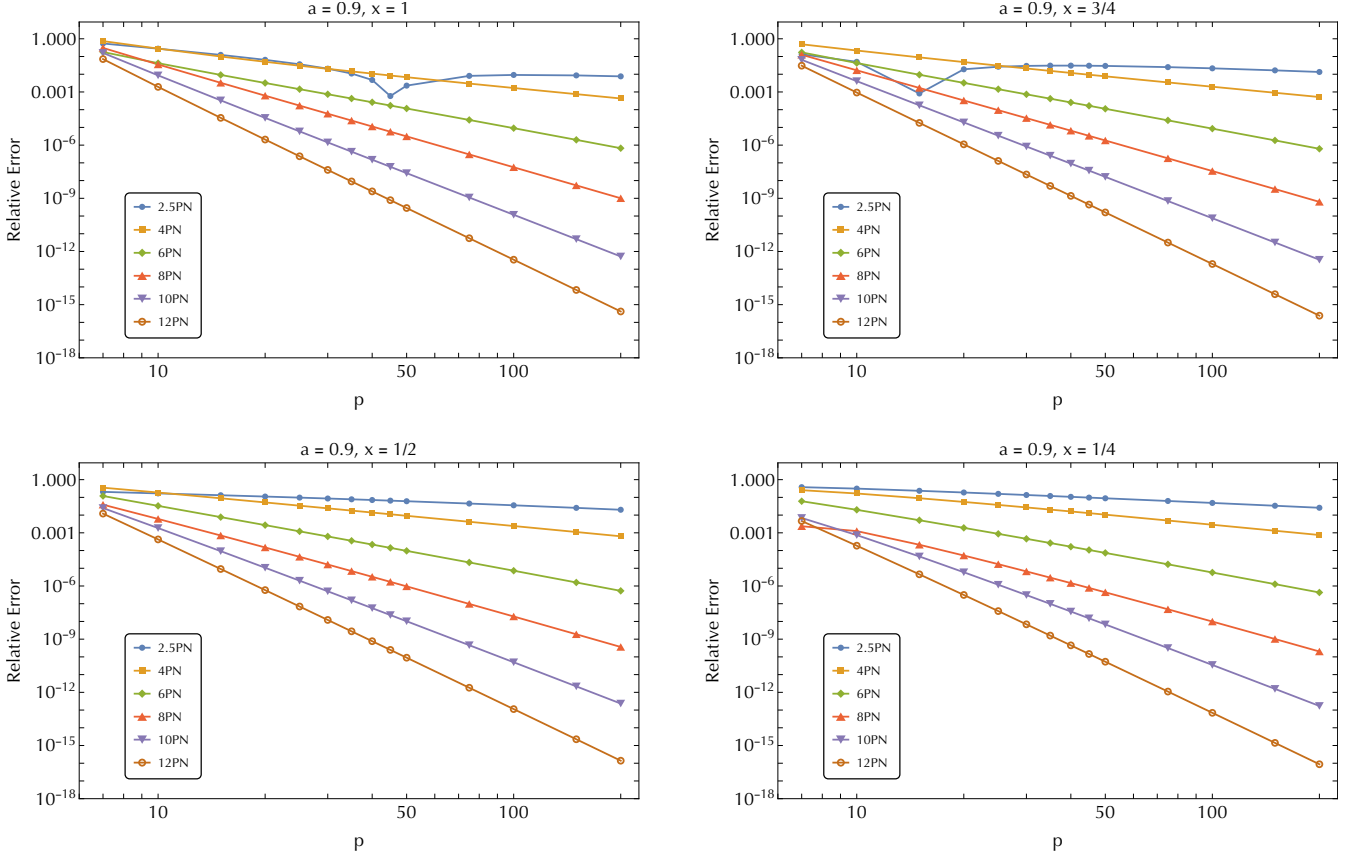 a = 0.9, x = 1
Relative Error
1.000
0.001
10−6
10−9
10−12
10−15
10−18
2.5PN
4PN
6PN
8PN
10PN
12PN
10
50
100
p
a = 0.9, x = 3/4
Relative Error
1.000
0.001
10−6
10−9
10−12
10−15
10−18
2.5PN
4PN
6PN
8PN
10PN
12PN
10
50
100
p
a = 0.9, x = 1/2
Relative Error
1.000
0.001
10−6
10−9
10−12
10−15
10−18
2.5PN
4PN
6PN
8PN
10PN
12PN
10
50
100
p
a = 0.9, x = 1/4
Relative Error
1.000
0.001
10−6
10−9
10−12
10−15
10−18
2.5PN
4PN
6PN
8PN
10PN
12PN
10
50
100
p